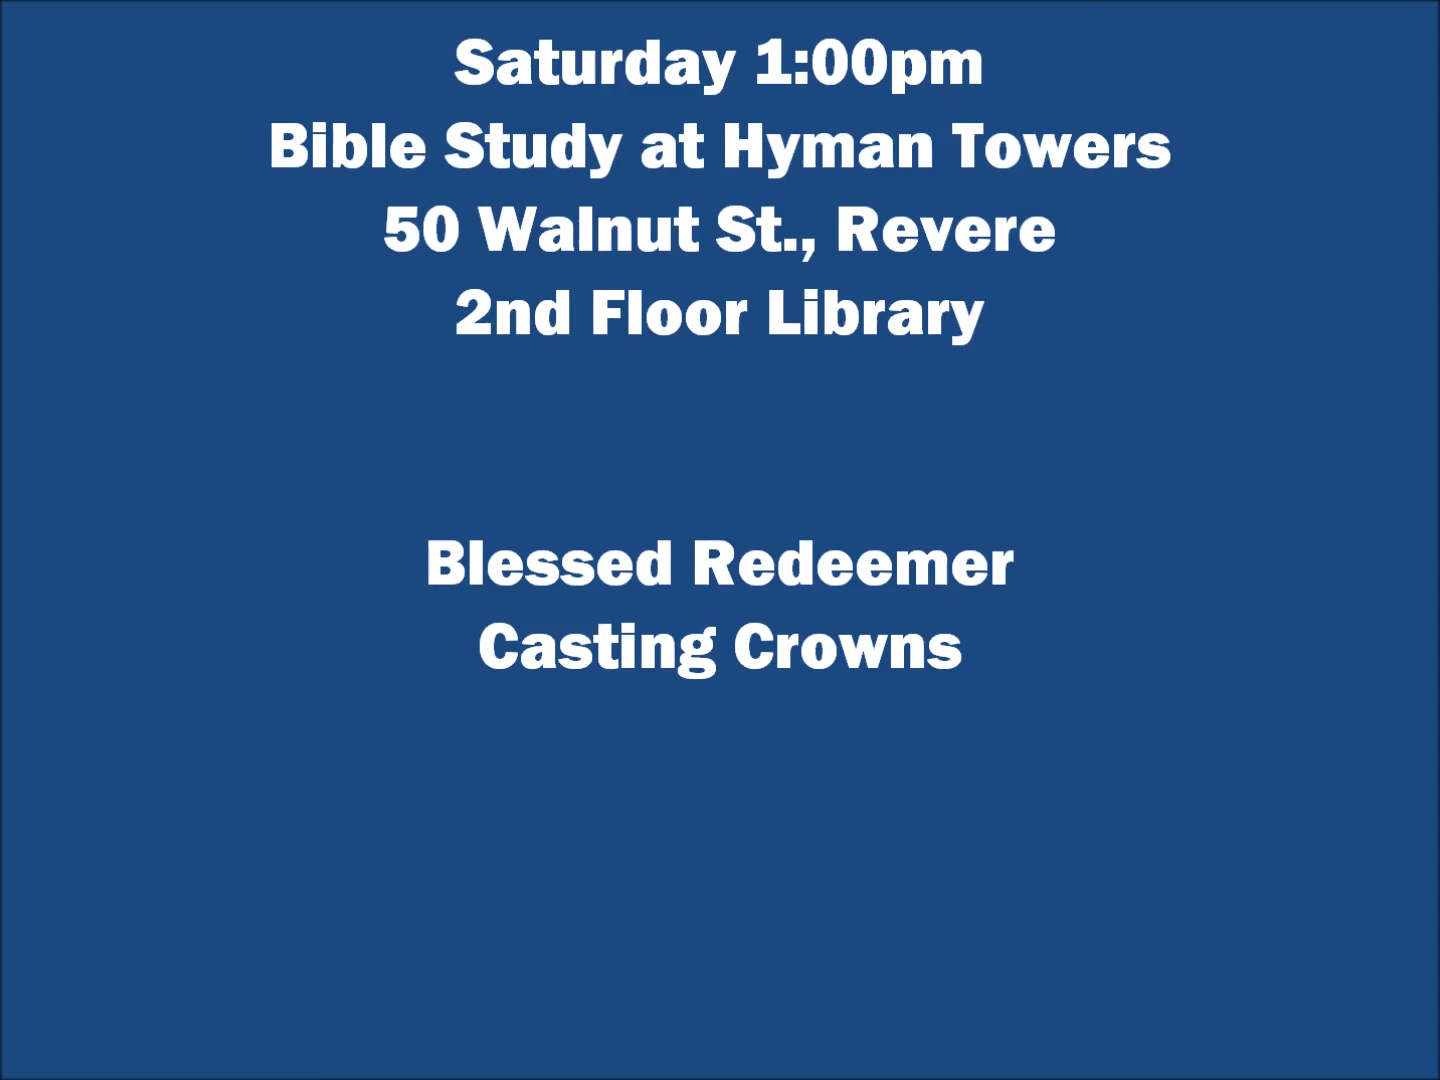 Saturday 1:00pm
Bible Study at Hyman Towers
50 Walnut St., Revere
2nd Floor Library
Blessed Redeemer
Casting Crowns